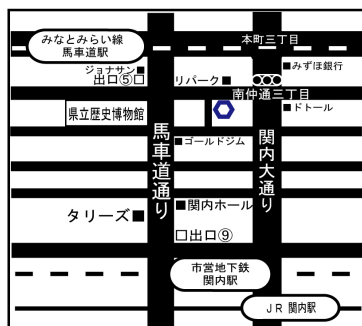 みなとみらい線
馬車道駅
本町三丁目
ジョナサン■
出口⑤□
リパーク■
■みずほ銀行
南仲通三丁目
県立歴史博物館
■ドトール
馬車道通り
■ゴールドジム
関内大通り
タリーズ■
■関内ホール
□出口⑨
市営地下鉄
関内駅
JR 関内駅